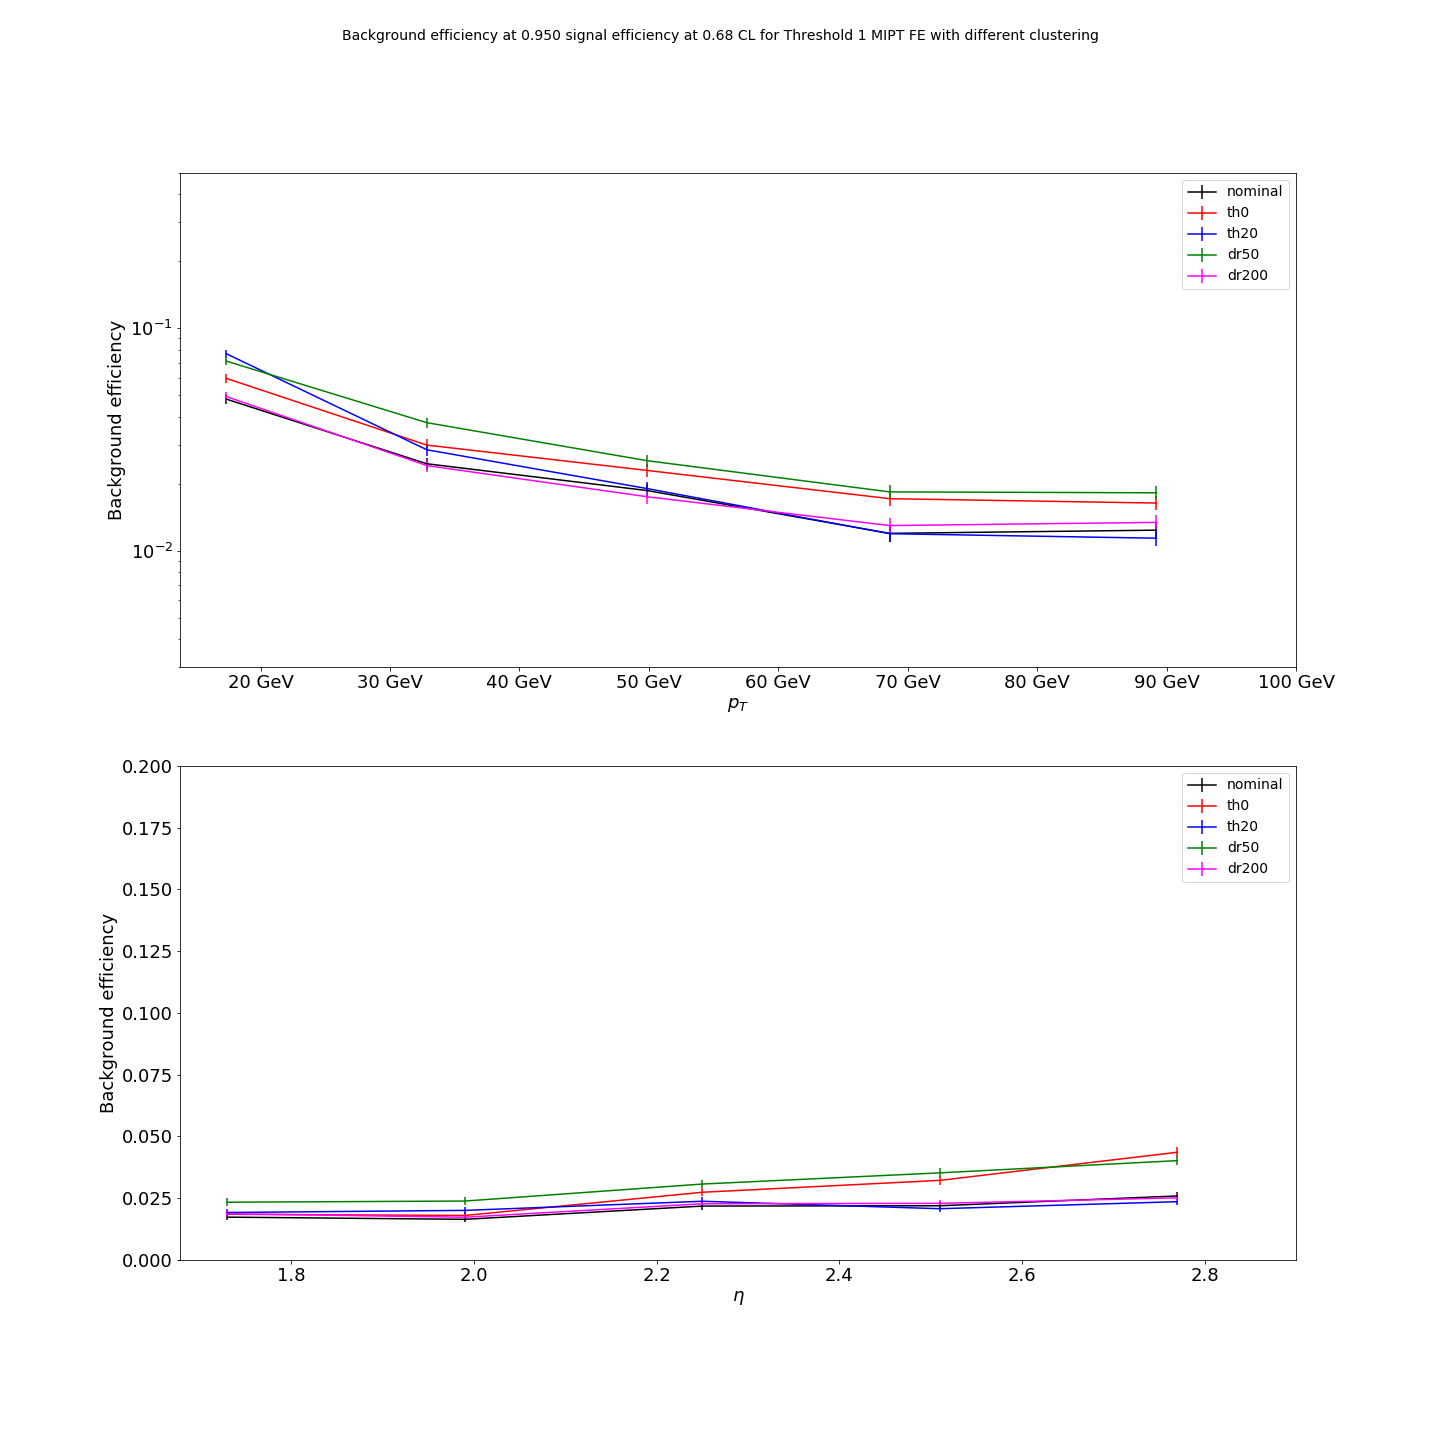 Background efficiency at 0.950 signal efficiency at 0.68 CL for Threshold 1 MIPT FE with different clustering
nominal
th0
th20
dr50
dr200
Background efficiency
10⁻¹
10⁻²
20 GeV 30 GeV 40 GeV 50 GeV 60 GeV 70 GeV 80 GeV 90 GeV 100 GeV
p_T
0.200
0.175
0.150
0.125
0.100
0.075
0.050
0.025
0.000
Background efficiency
nominal
th0
th20
dr50
dr200
1.8 2.0 2.2 2.4 2.6 2.8
η